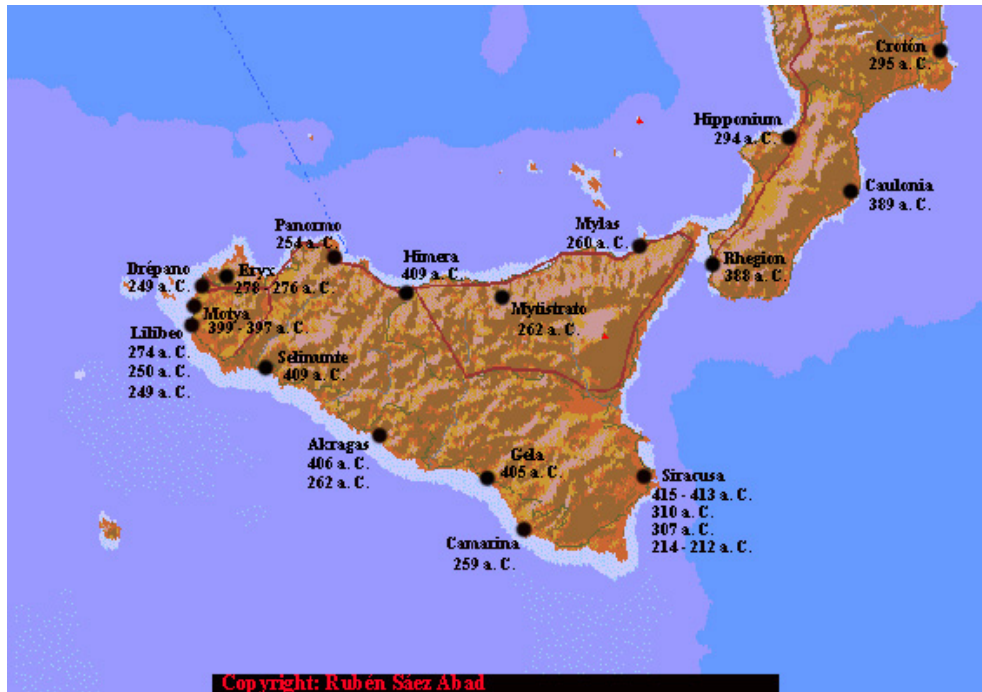 Crotón
295 a. C.
Hipponium
294 a. C.
Caulonia
389 a. C.
Panormo
254 a. C.
Mylas
260 a. C.
Himera
409 a. C.
Rhegion
388 a. C.
Drépano
249 a. C.
Eryx
278 - 276 a. C.
Mytistrato
262 a. C.
Motya
399 - 397 a. C.
Lilibeo
274 a. C.
250 a. C.
249 a. C.
Selinunte
409 a. C.
Akragas
406 a. C.
262 a. C.
Gela
405 a. C.
Siracusa
415 - 413 a. C.
310 a. C.
307 a. C.
214 - 212 a. C.
Camarina
259 a. C.
Copyright: Rubén Sáez Abad